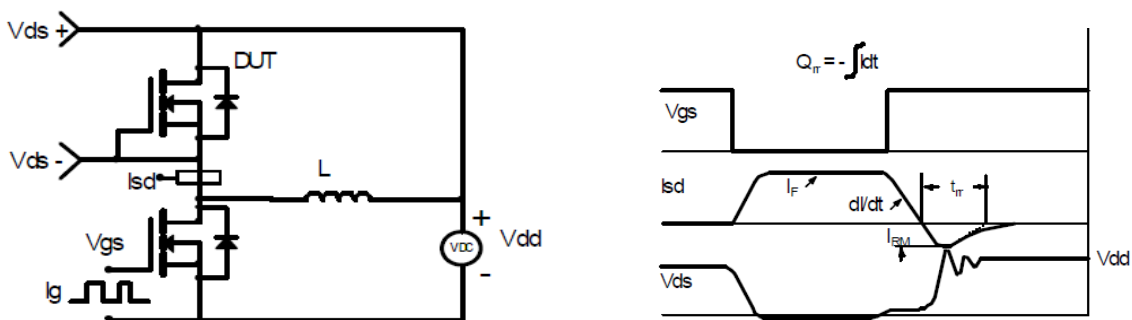 Vds +
DUT
Vds -
Isd
L
Vgs
Ig
+
VDC
-
Vdd
Qrr = - ∫Idt
Vgs
Isd
IF
dI/dt
trr
IRM
Vdd
Vds